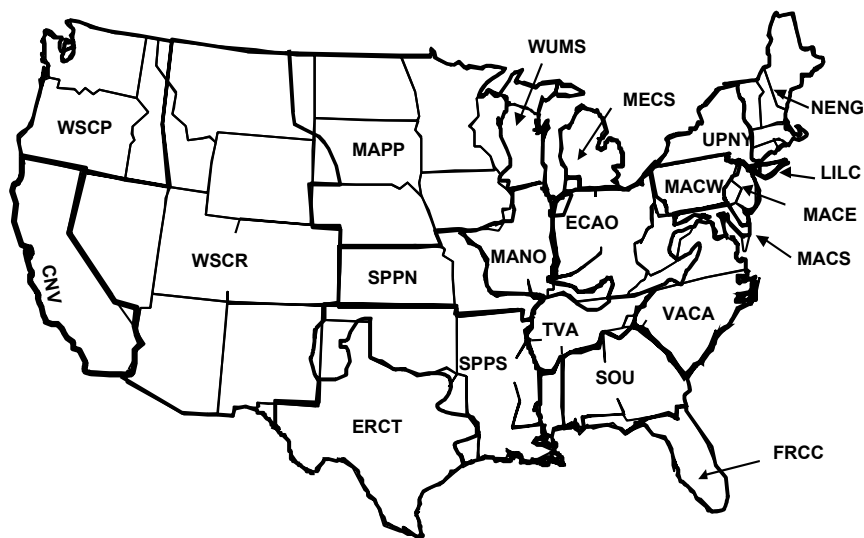 WUMS
MECS
NENG
WSCP
UPNY
MAPP
LILC
MACW
MACE
ECAO
MACS
WSCR
MANO
CNV
SPPN
VACA
TVA
SPPS
SOU
ERCT
FRCC